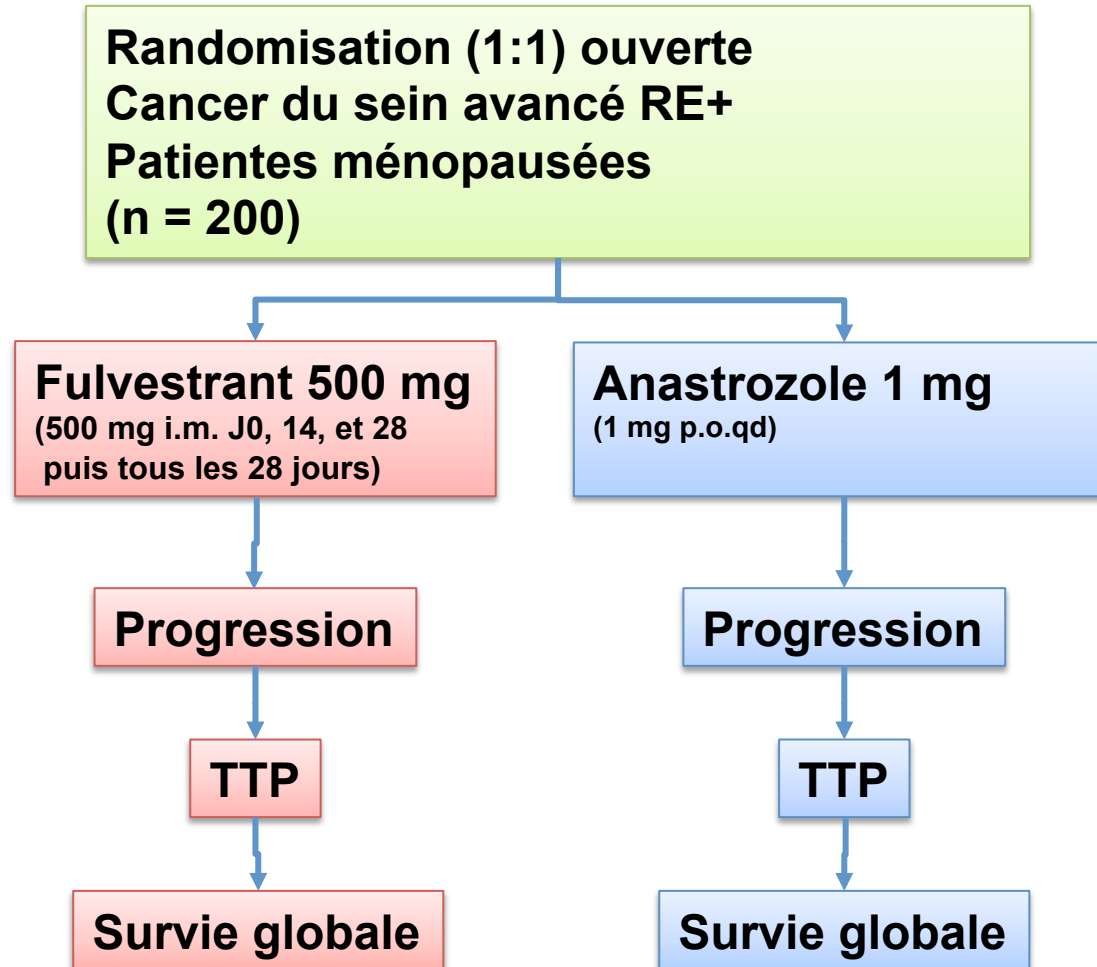 Randomisation (1:1) ouverte
Cancer du sein avancé RE+
Patientes ménopausées
(n = 200)
Fulvestrant 500 mg
(500 mg i.m. J0, 14, et 28
puis tous les 28 jours)
Anastrozole 1 mg
(1 mg p.o.qd)
Progression
Progression
TTP
TTP
Survie globale
Survie globale